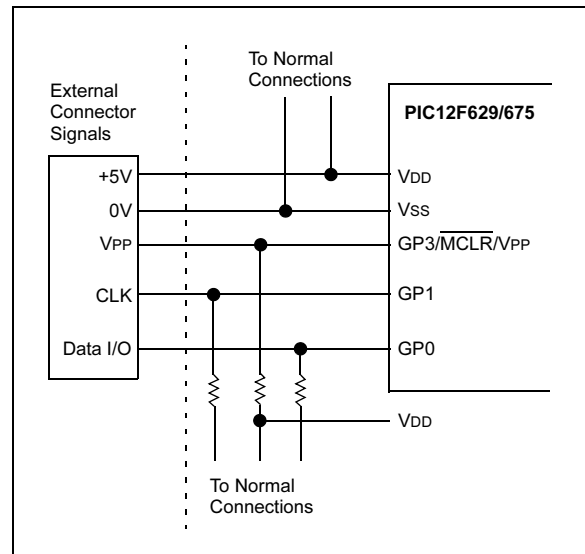 To Normal
Connections
External
Connector
Signals
PIC12F629/675
+5V
VDD
0V
VSS
VPP
GP3/MCLR/VPP
CLK
GP1
Data I/O
GP0
VDD
To Normal
Connections